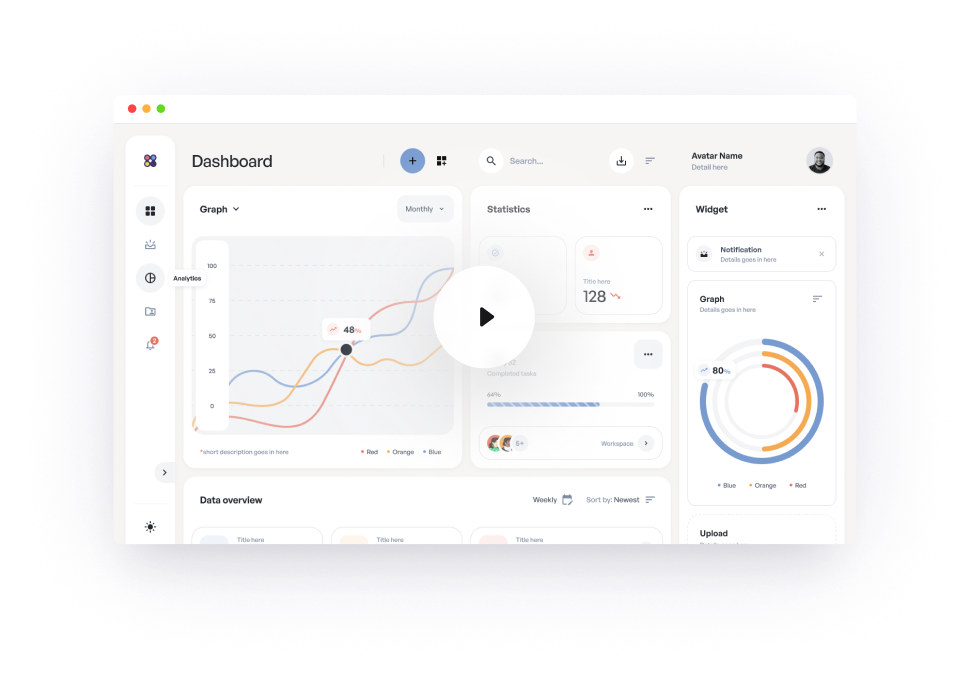 Dashboard
Search...
Avatar Name
Detail here
Graph
Monthly
100
75
50
25
0
48%
*short description goes in here
Red
Orange
Blue
Analytics
2
Statistics
Title here
128
Completed tasks
64%
100%
5+
Workspace
Widget
Notification
Details goes in here
Graph
Details goes in here
80%
Blue
Orange
Red
Upload
Data overview
Weekly
Sort by: Newest
Title here
Title here
Title here